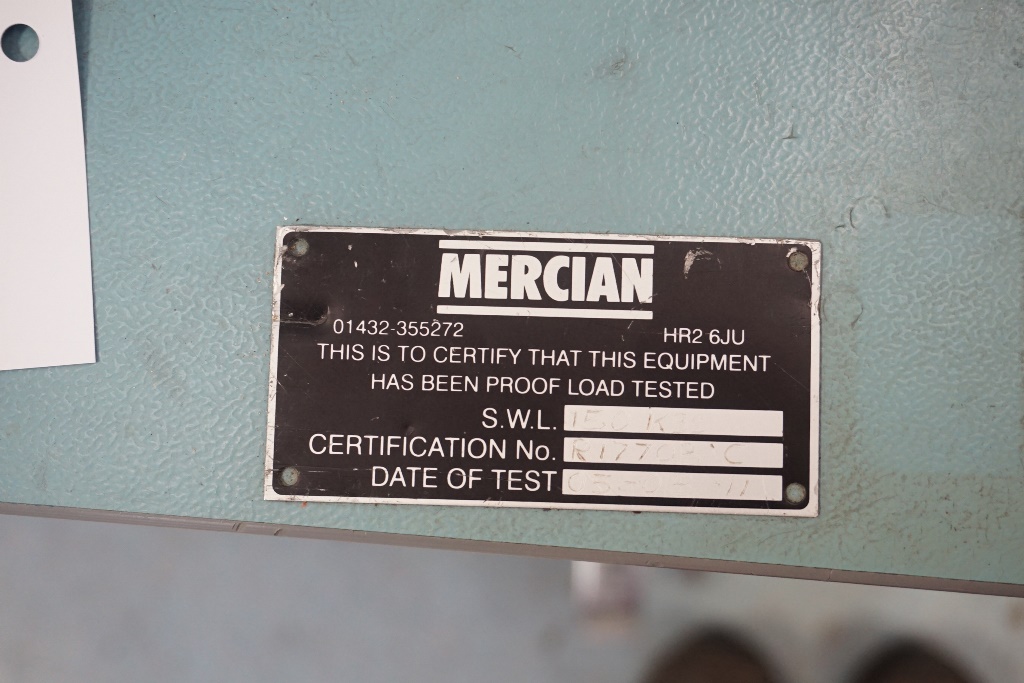 MERCIAN
01432-355272 HR2 6JU
THIS IS TO CERTIFY THAT THIS EQUIPMENT
HAS BEEN PROOF LOAD TESTED
S.W.L. 150
CERTIFICATION No.
DATE OF TEST